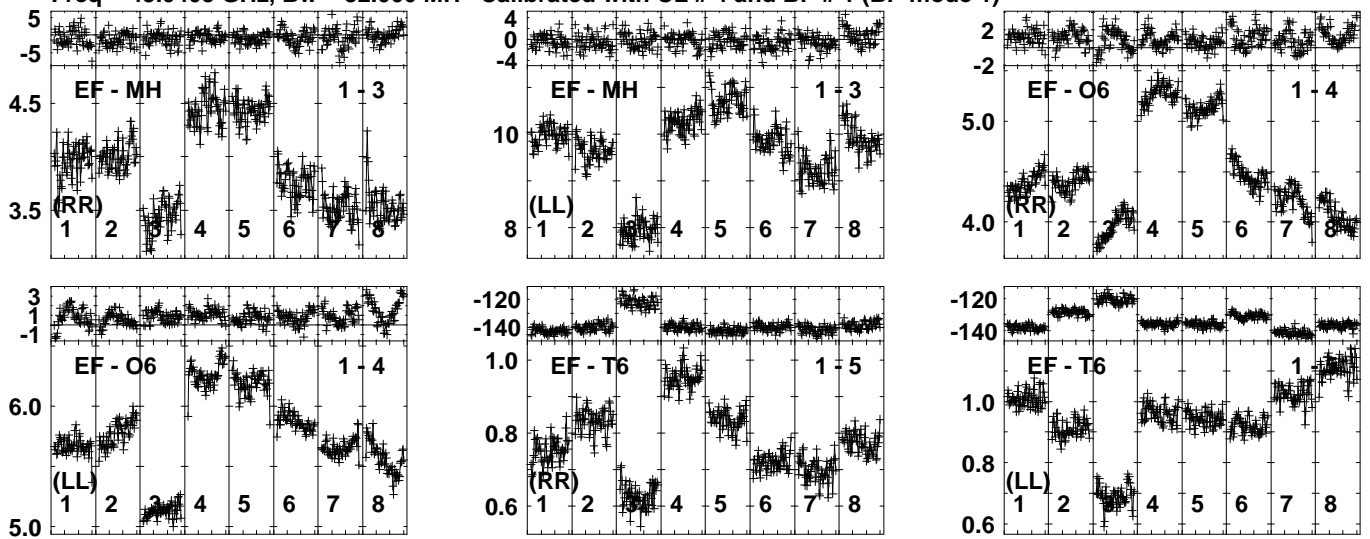 5
-5
EF - MH 1 - 3
4.5
3.5
(RR)
1 2 3 4 5 6 7 8
4
0
-4
EF - MH 1 - 3
10
8
(LL)
1 2 3 4 5 6 7 8
2
-2
EF - O6 1 - 4
5.0
4.0
(RR)
1 2 3 4 5 6 7 8
3
1
-1
EF - O6 1 - 4
6.0
5.0
(LL)
1 2 3 4 5 6 7 8
-120
-140
EF - T6 1 - 5
1.0
0.8
0.6
(RR)
1 2 3 4 5 6 7 8
-120
-140
EF - T6 1 -
1.0
0.8
0.6
(LL)
1 2 3 4 5 6 7 8